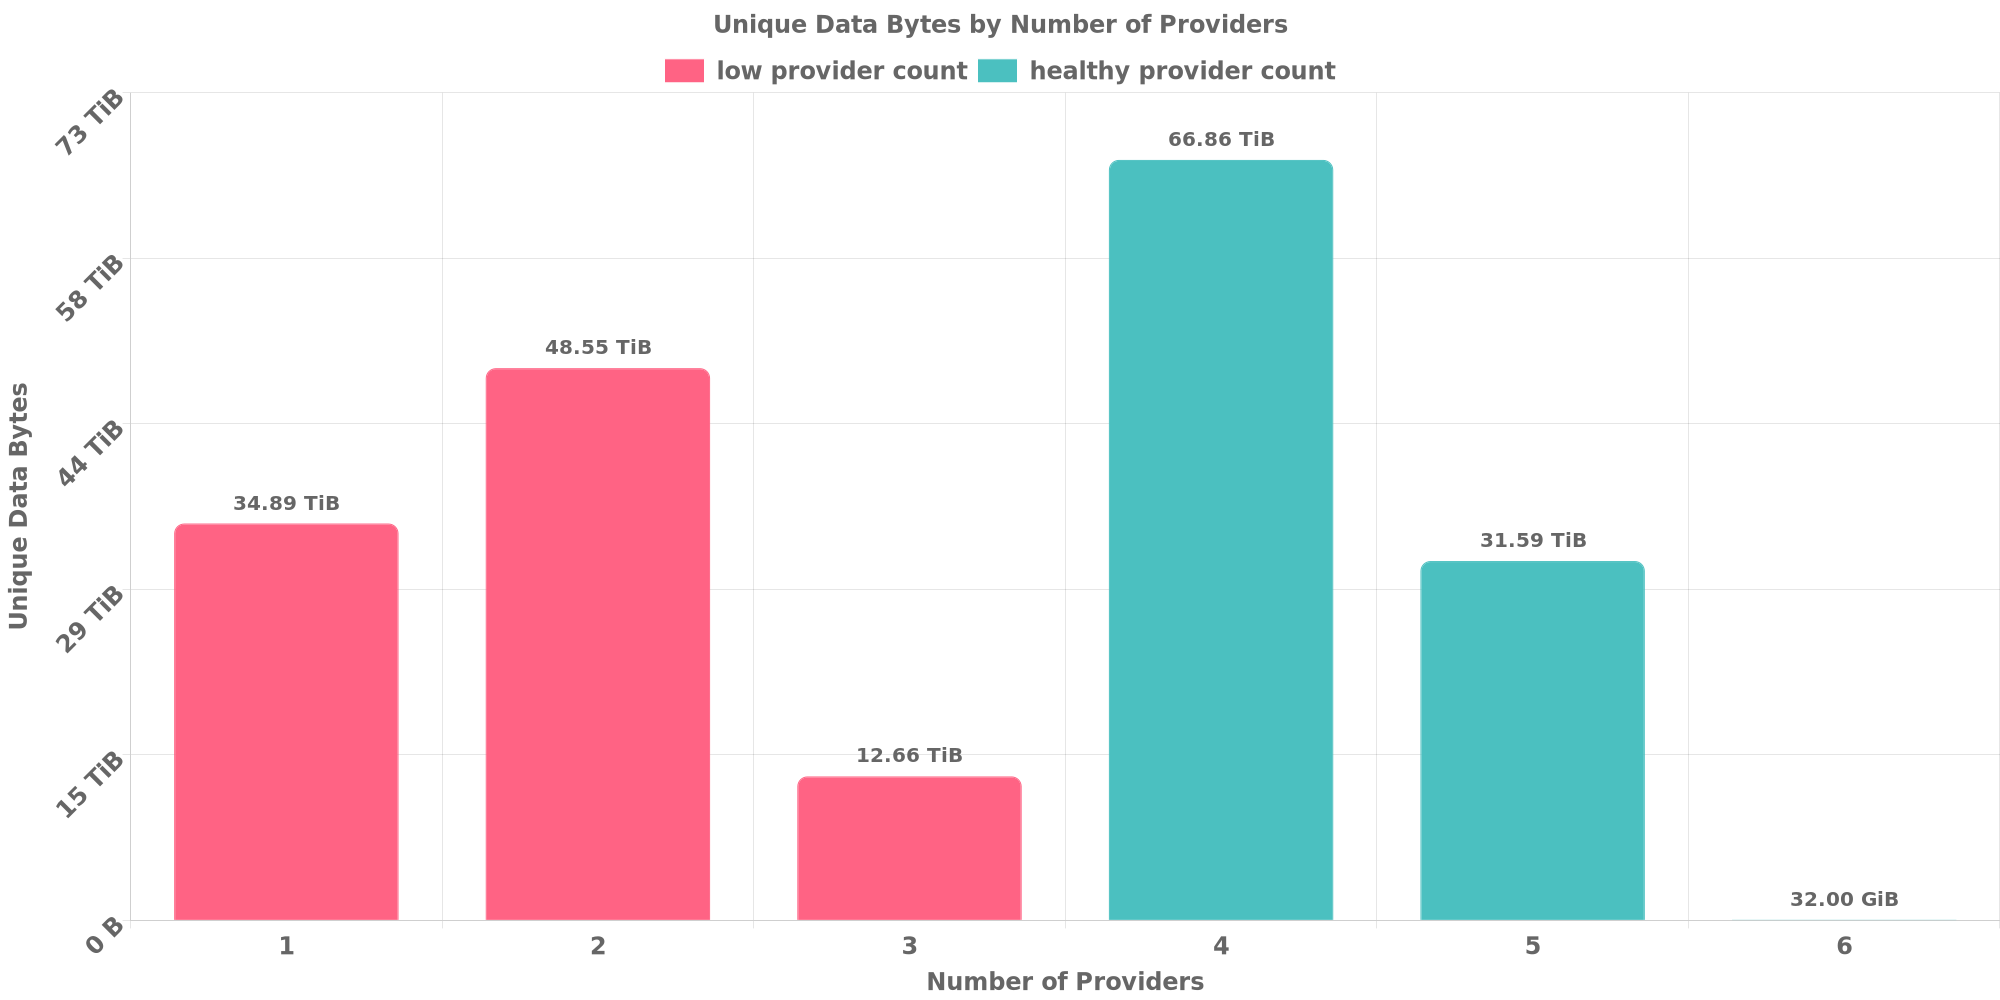 Unique Data Bytes by Number of Providers
low provider count healthy provider count
73 TiB
58 TiB
44 TiB
29 TiB
15 TiB
0 B
Unique Data Bytes
34.89 TiB
48.55 TiB
12.66 TiB
66.86 TiB
31.59 TiB
32.00 GiB
1 2 3 4 5 6
Number of Providers